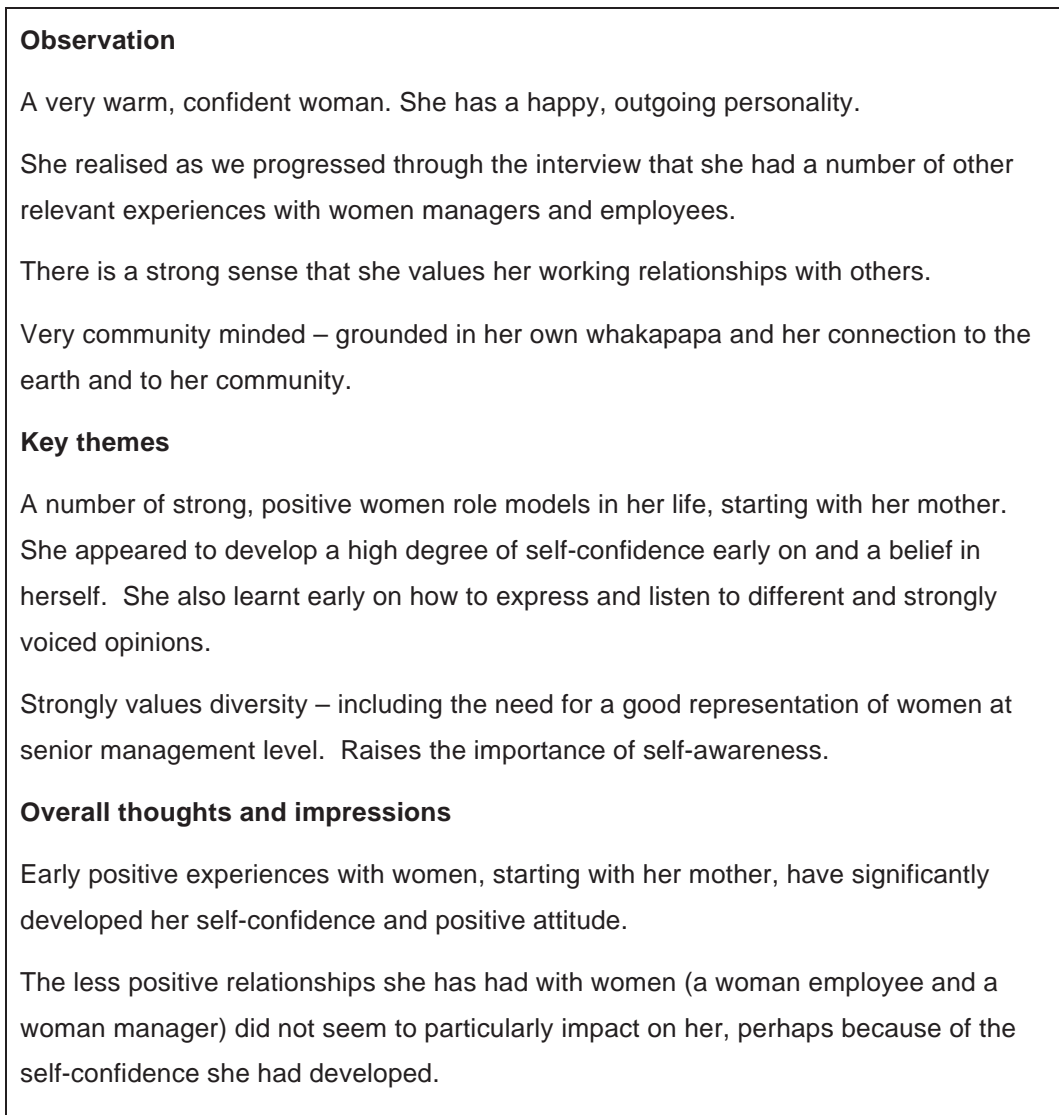 Observation
A very warm, confident woman. She has a happy, outgoing personality.
She realised as we progressed through the interview that she had a number of other
relevant experiences with women managers and employees.
There is a strong sense that she values her working relationships with others.
Very community minded – grounded in her own whakapapa and her connection to the
earth and to her community.
Key themes
A number of strong, positive women role models in her life, starting with her mother.
She appeared to develop a high degree of self-confidence early on and a belief in
herself.  She also learnt early on how to express and listen to different and strongly
voiced opinions.
Strongly values diversity – including the need for a good representation of women at
senior management level.  Raises the importance of self-awareness.
Overall thoughts and impressions
Early positive experiences with women, starting with her mother, have significantly
developed her self-confidence and positive attitude.
The less positive relationships she has had with women (a woman employee and a
woman manager) did not seem to particularly impact on her, perhaps because of the
self-confidence she had developed.